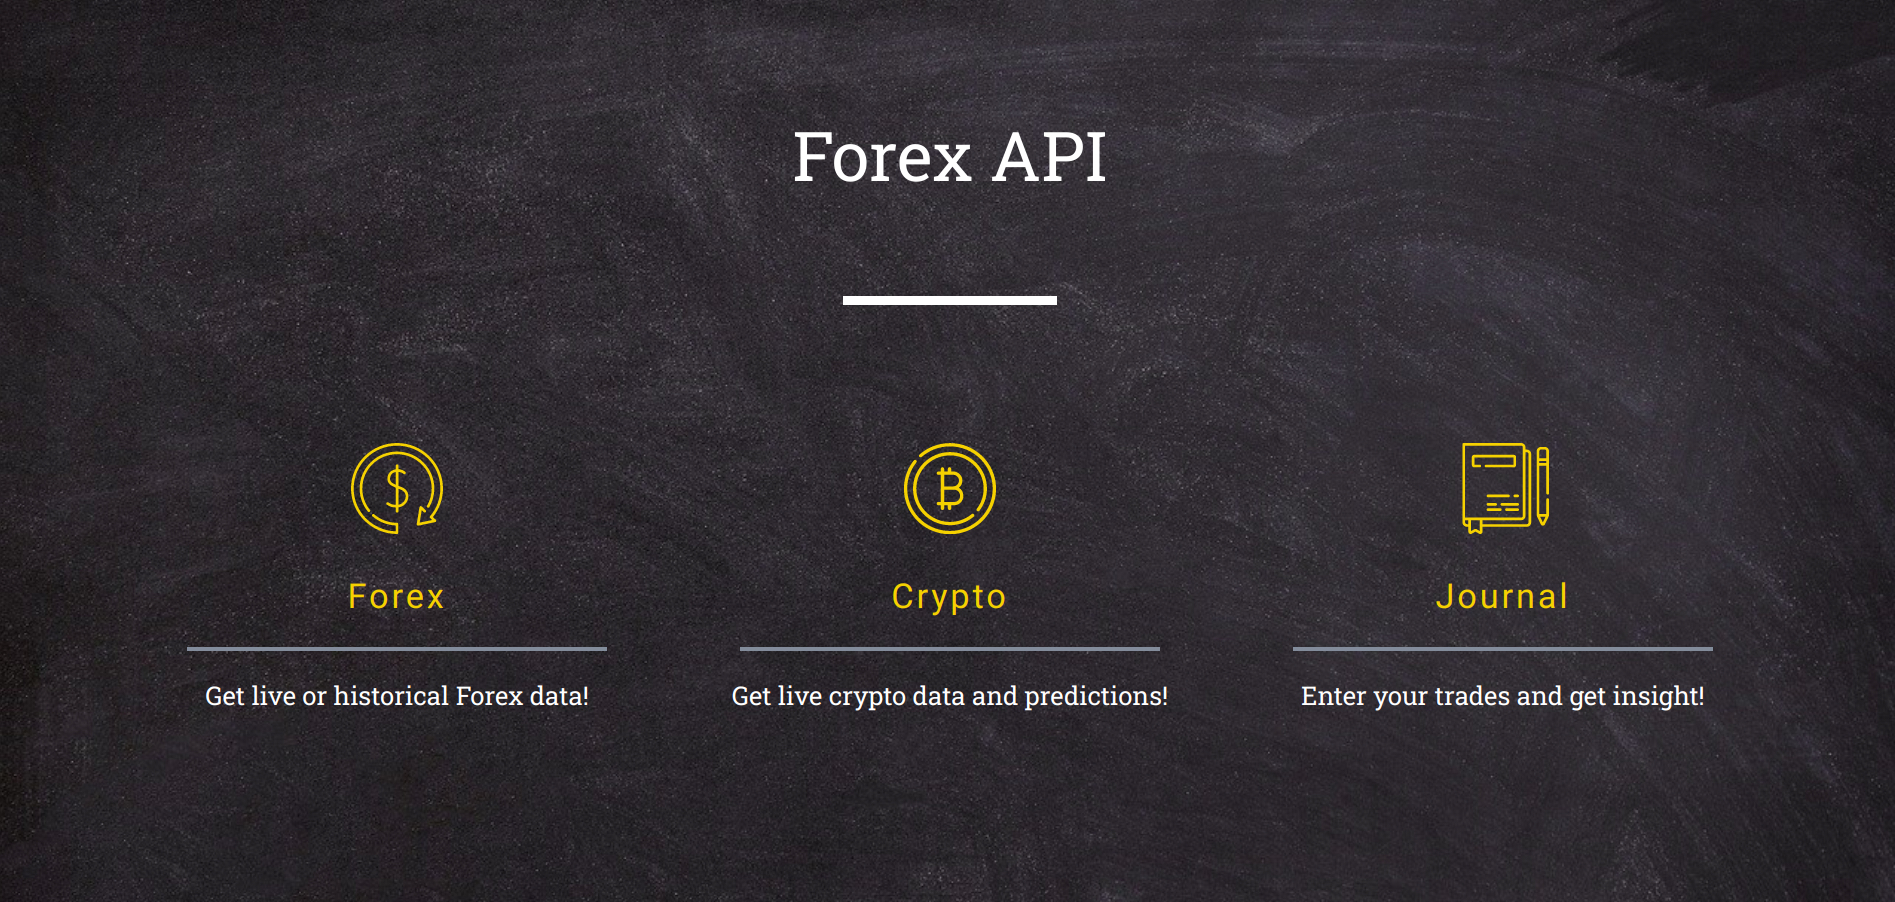 Forex API
Forex
Crypto
Journal
Get live or historical Forex data!
Get live crypto data and predictions!
Enter your trades and get insight!